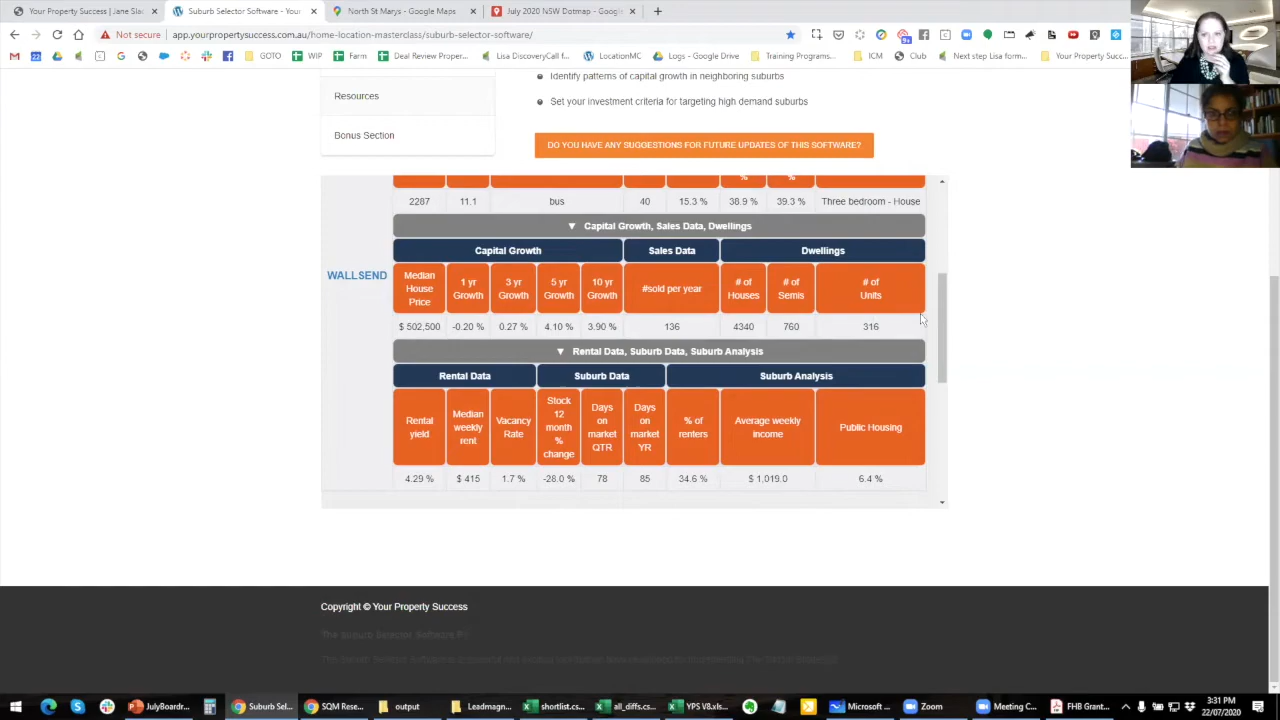 Your Property Success | Jane Slac
Suburb Selector Software - Your
North St Marys - Google Maps
July 2020 NSW Dotmap - Google
Not secure | app.yourpropertysuccess.com.au/home-location-masterclass/suburb-selector-software/
GOTO WIP Farm Deal Review Proper... Lisa DiscoveryCall f... LocationMC Logs - Google Drive Training Programs... ICM Club Next step Lisa form... Your Property Succ...
Identify patterns of capital growth in neighboring suburbs
Resources
Set your investment criteria for targeting high demand suburbs
Bonus Section
DO YOU HAVE ANY SUGGESTIONS FOR FUTURE UPDATES OF THIS SOFTWARE?
% %
2287 11.1 bus 40 15.3 % 38.9 % 39.3 % Three bedroom - House
▼ Capital Growth, Sales Data, Dwellings
Capital Growth Sales Data Dwellings
WALLSEND
Median House Price 1 yr Growth 3 yr Growth 5 yr Growth 10 yr Growth #sold per year # of Houses # of Semis # of Units
$ 502,500 -0.20 % 0.27 % 4.10 % 3.90 % 136 4340 760 316
▼ Rental Data, Suburb Data, Suburb Analysis
Rental Data Suburb Data Suburb Analysis
Rental yield Median weekly rent Vacancy Rate Stock 12 month % change Days on market QTR Days on market YR % of renters Average weekly income Public Housing
4.29 % $ 415 1.7 % -28.0 % 78 85 34.6 % $ 1,019.0 6.4 %
Copyright © Your Property Success
The Suburb Selector Software
JulyBoardr... Suburb Sel... SQM Rese... output Leadmagn... shortlist.cs... all_diffs.cs... YPS V8.xls... Microsoft ... Zoom Meeting C... FHB Grant...
3:31 PM
22/07/2020